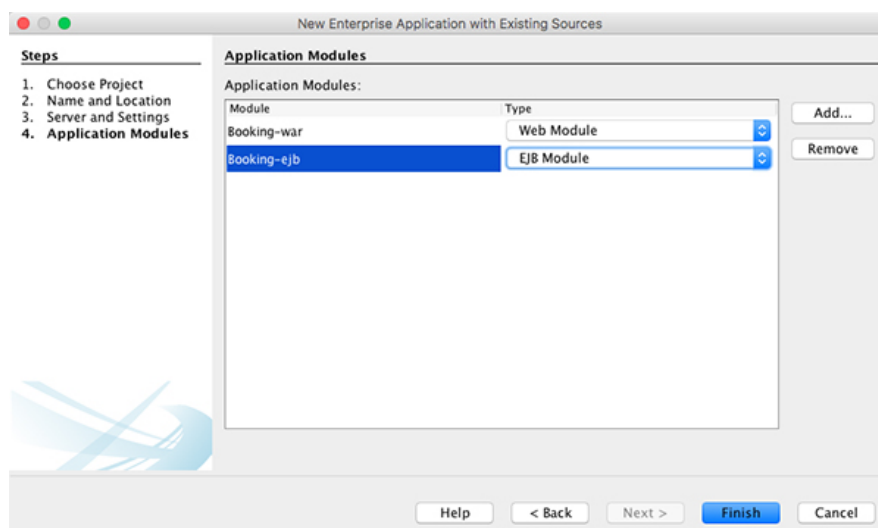 New Enterprise Application with Existing Sources
Steps
1. Choose Project
2. Name and Location
3. Server and Settings
4. Application Modules
Application Modules
Application Modules:
Module Type
Booking-war Web Module
Booking-ejb EJB Module
Add...
Remove
Help < Back Next > Finish Cancel